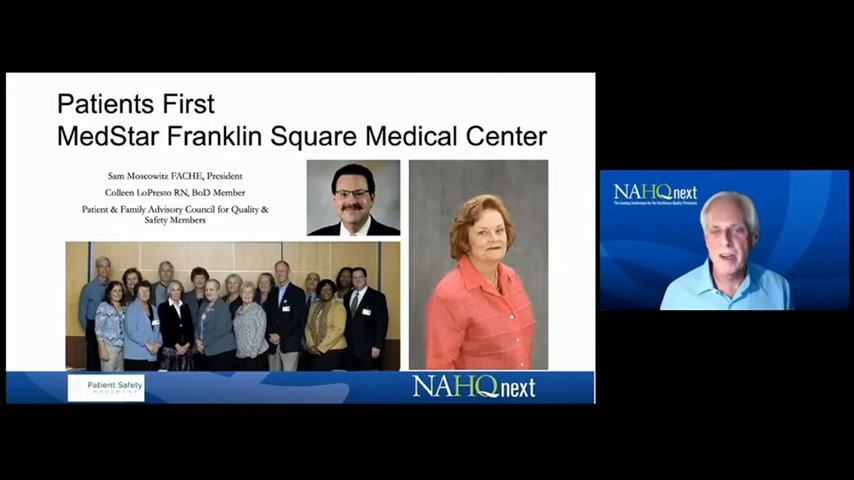 Patients First
MedStar Franklin Square Medical Center
Sam Moscowitz FACHE, President
Colleen LoPresto RN, BoD Member
Patient & Family Advisory Council for Quality &
Safety Members
Patient Safety
MOVEMENT
NAHQnext
NAHQnext
The Leading Conference for the Healthcare Quality Profession